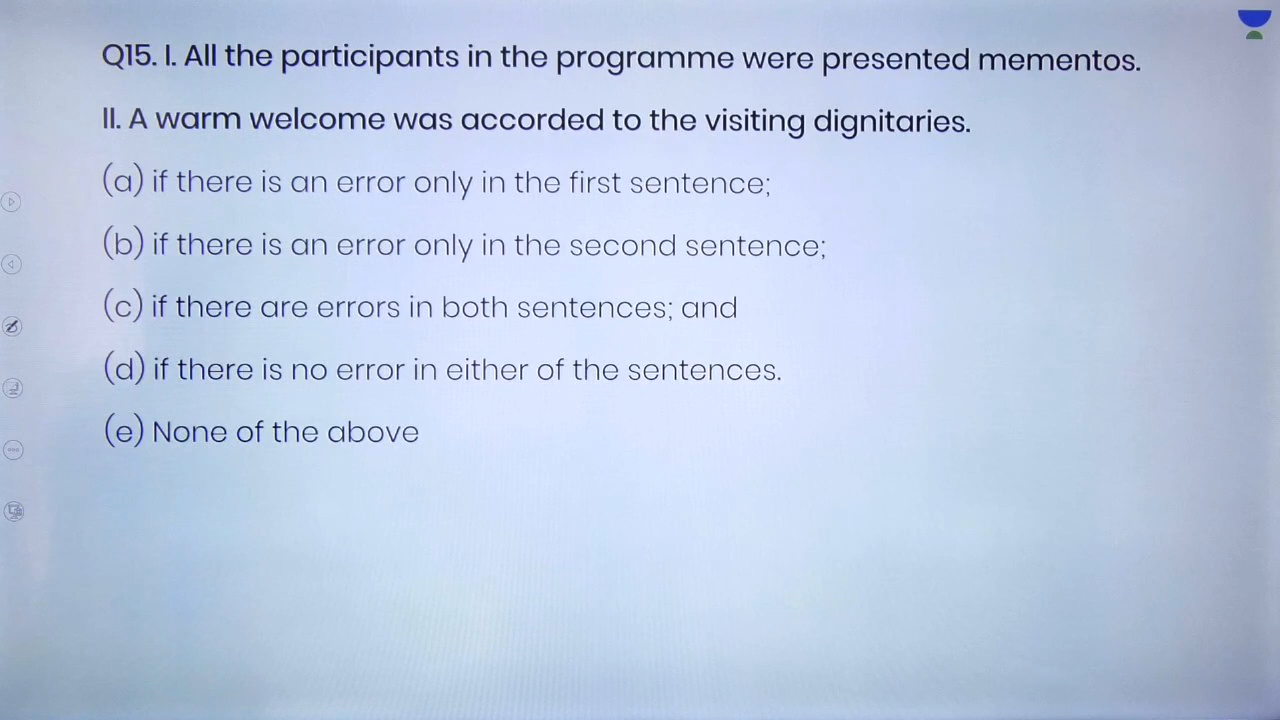 Q15. I. All the participants in the programme were presented mementos.
II. A warm welcome was accorded to the visiting dignitaries.
(a) if there is an error only in the first sentence;
(b) if there is an error only in the second sentence;
(c) if there are errors in both sentences; and
(d) if there is no error in either of the sentences.
(e) None of the above